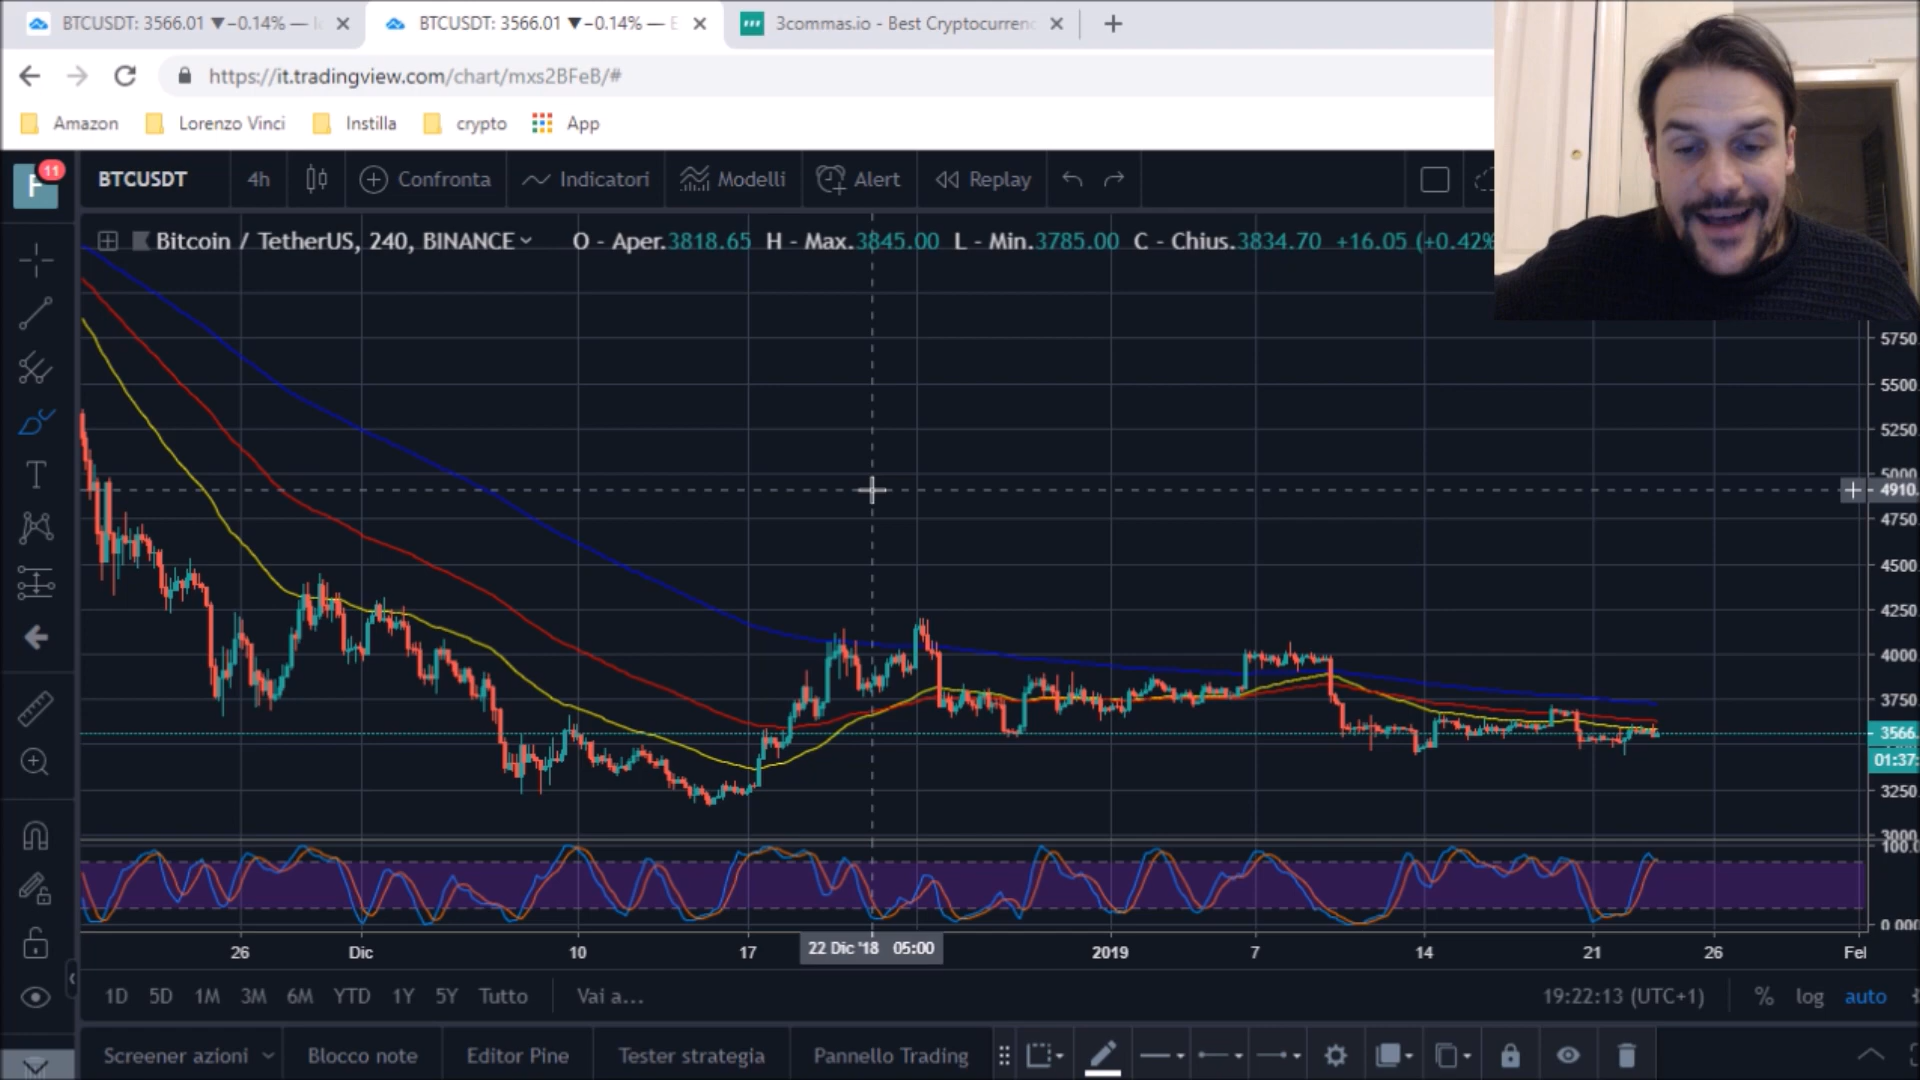 BTCUSDT: 3566.01 ▼−0.14% —
BTCUSDT: 3566.01 ▼−0.14% — E
3commas.io - Best Cryptocurrenc
https://it.tradingview.com/chart/mxs2BFeB/#
Amazon Lorenzo Vinci Instilla crypto App
11
F BTCUSDT 4h Confronta Indicatori Modelli Alert Replay
Bitcoin / TetherUS, 240, BINANCE O - Aper.3818.65 H - Max.3845.00 L - Min.3785.00 C - Chius.3834.70 +16.05 (+0.42%
5750.
5500.
5250.
5000.
4910.
4750.
4500.
4250.
4000.
3750.
3566.
01:37:
3250.
3000.
100.0
0.000
26 Dic 10 17 22 Dic '18 05:00 2019 7 14 21 26 Fel
1D 5D 1M 3M 6M YTD 1Y 5Y Tutto Vai a... 19:22:13 (UTC+1) % log auto
Screener azioni Blocco note Editor Pine Tester strategia Pannello Trading
T